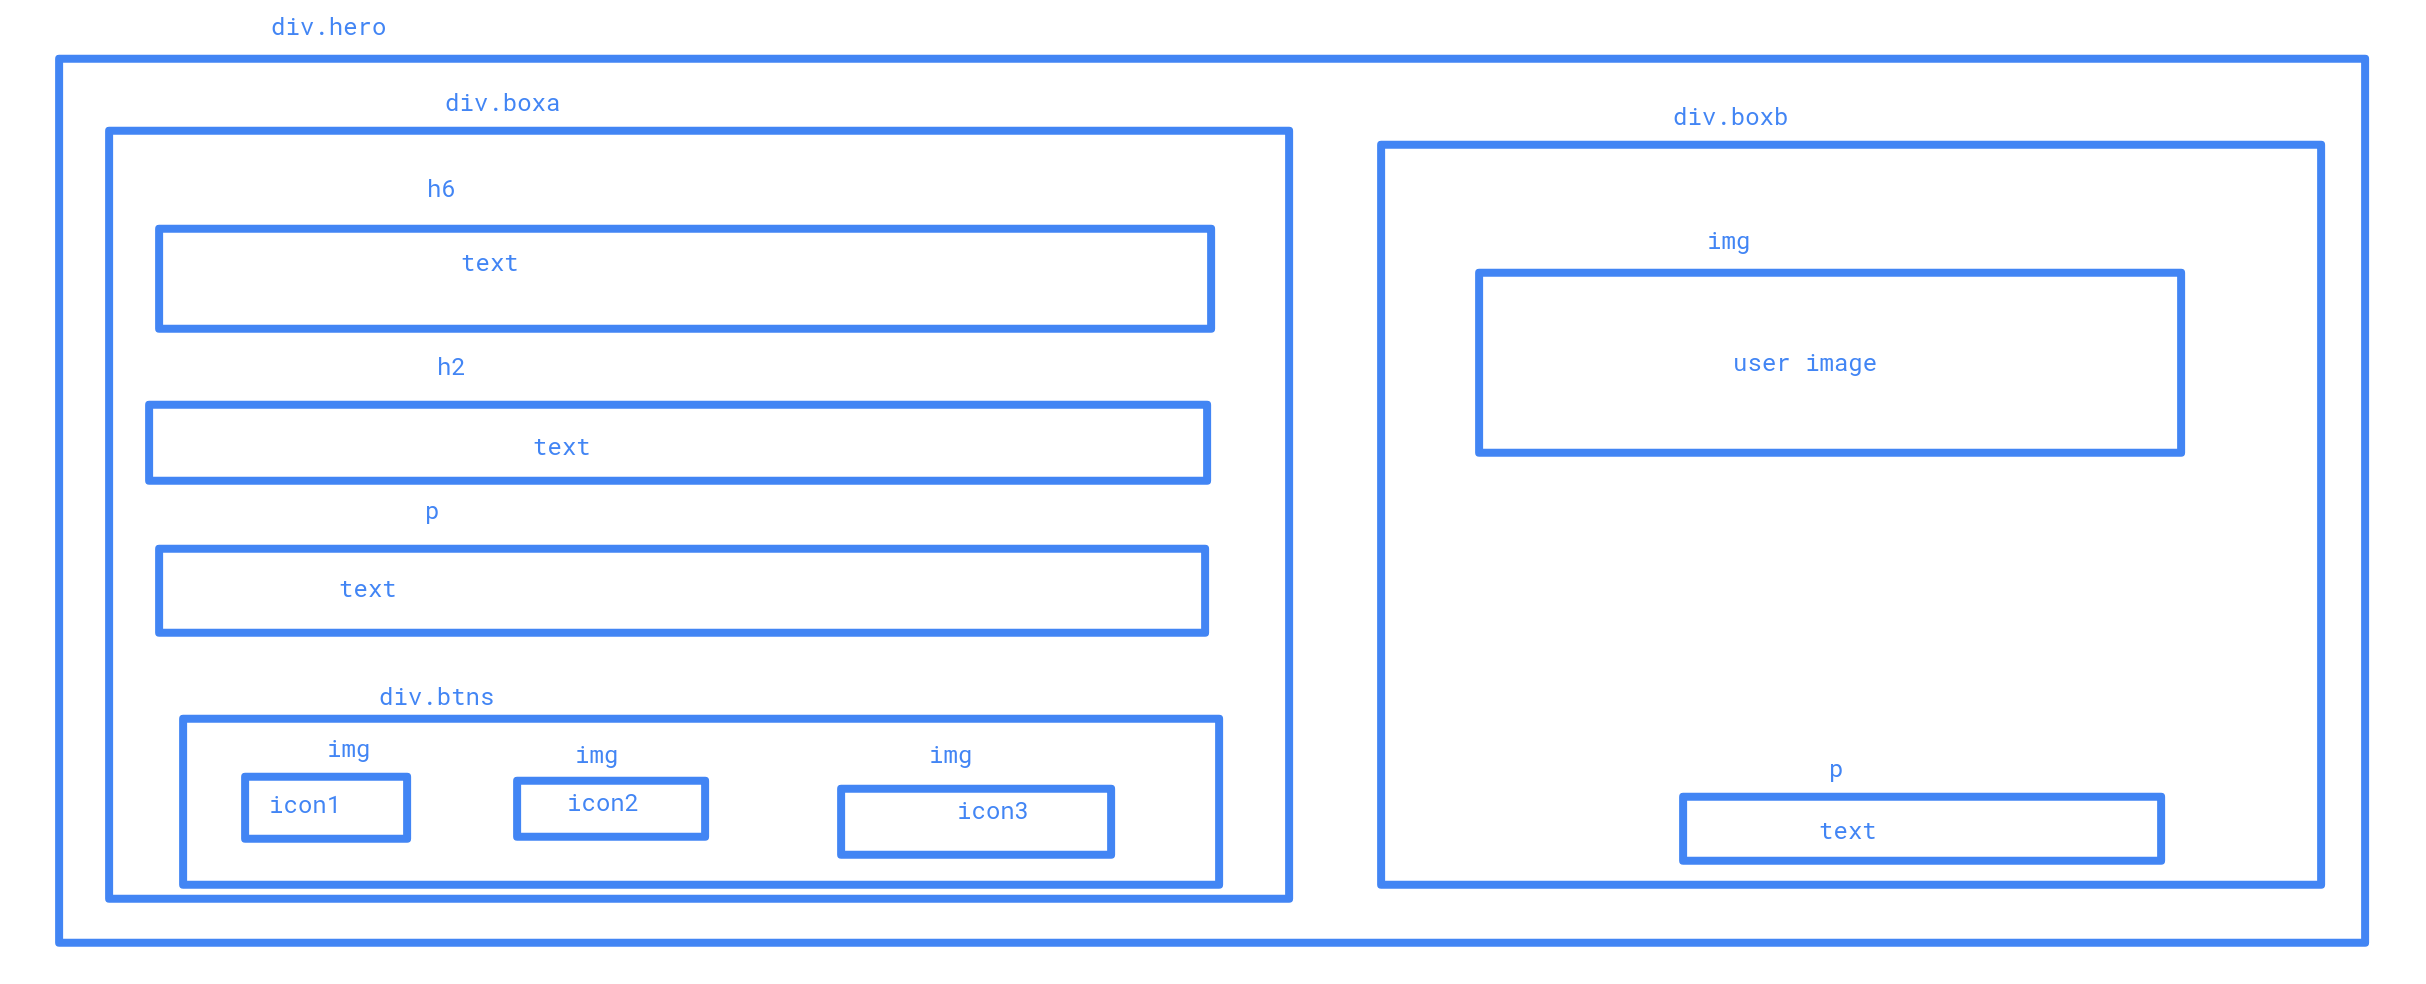 div.hero
div.boxa
h6
text
h2
text
p
text
div.btns
img
icon1
img
icon2
img
icon3
div.boxb
img
user image
p
text